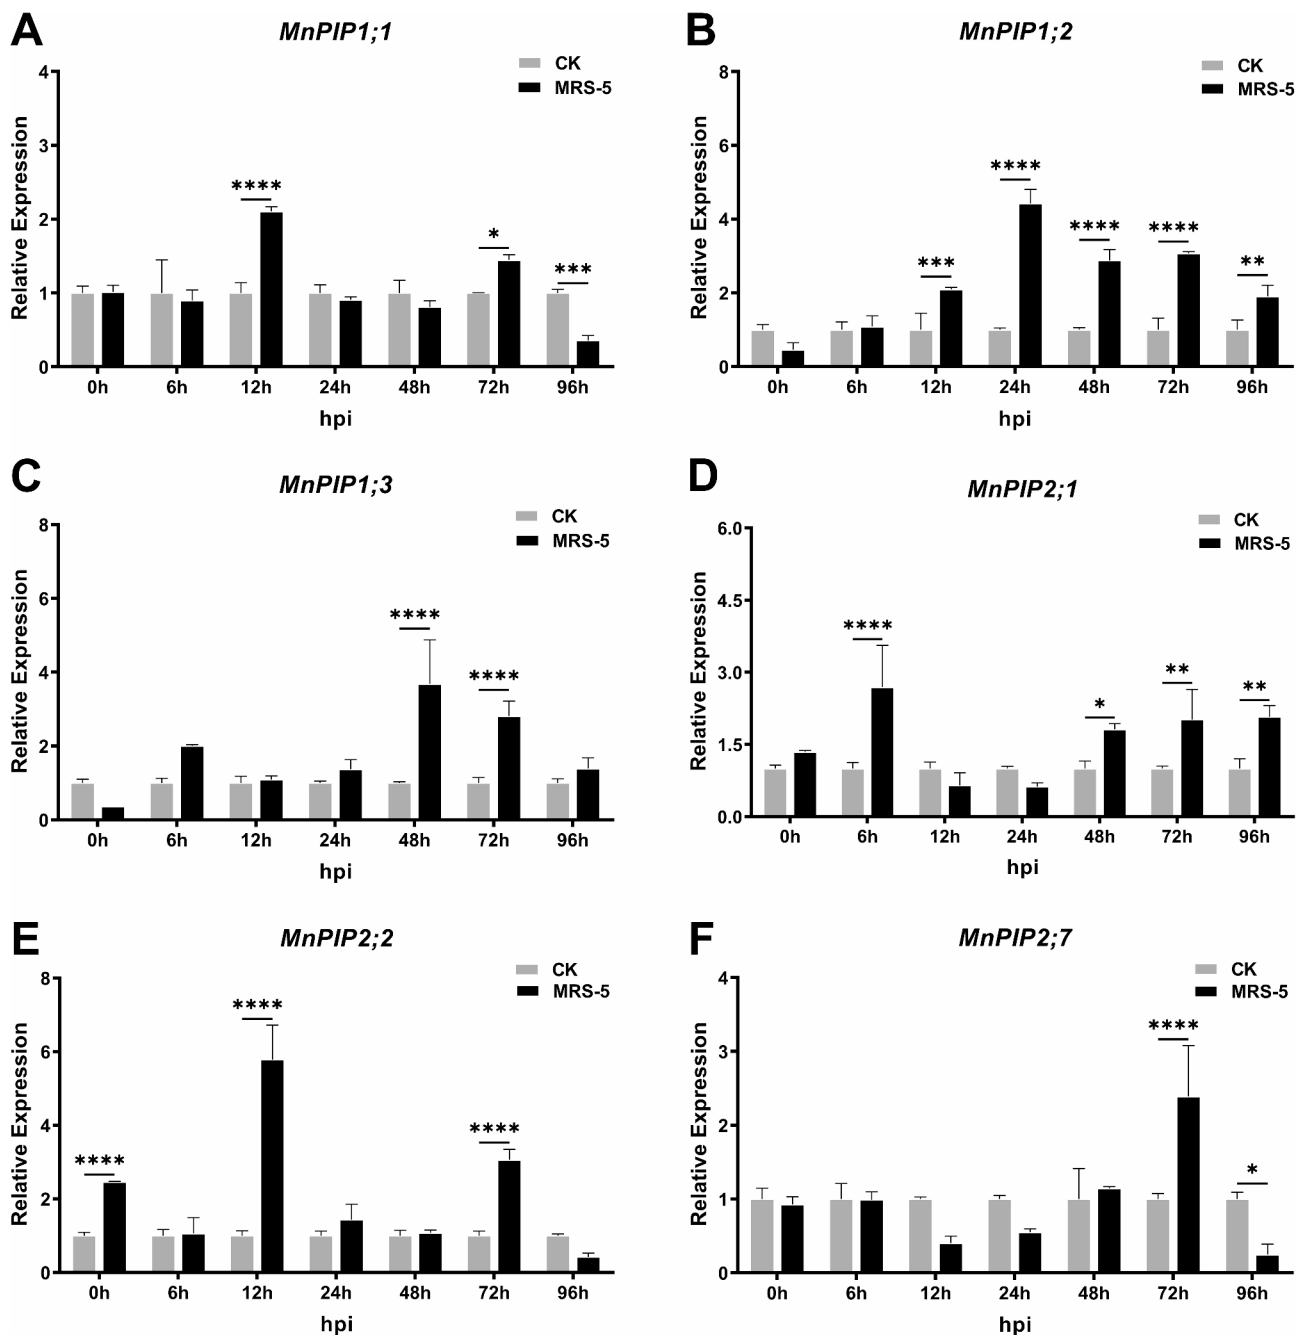 A
MnPIP1;1
CK
MRS-5
Relative Expression
4
3
2
1
0
****
*
***
0h 6h 12h 24h 48h 72h 96h
hpi
B
MnPIP1;2
CK
MRS-5
Relative Expression
8
6
4
2
0
***
****
****
****
**
0h 6h 12h 24h 48h 72h 96h
hpi
C
MnPIP1;3
CK
MRS-5
Relative Expression
8
6
4
2
0
****
****
0h 6h 12h 24h 48h 72h 96h
hpi
D
MnPIP2;1
CK
MRS-5
Relative Expression
6.0
4.5
3.0
1.5
0.0
****
*
**
**
0h 6h 12h 24h 48h 72h 96h
hpi
E
MnPIP2;2
CK
MRS-5
Relative Expression
8
6
4
2
0
****
****
****
0h 6h 12h 24h 48h 72h 96h
hpi
F
MnPIP2;7
CK
MRS-5
Relative Expression
4
3
2
1
0
****
*
0h 6h 12h 24h 48h 72h 96h
hpi